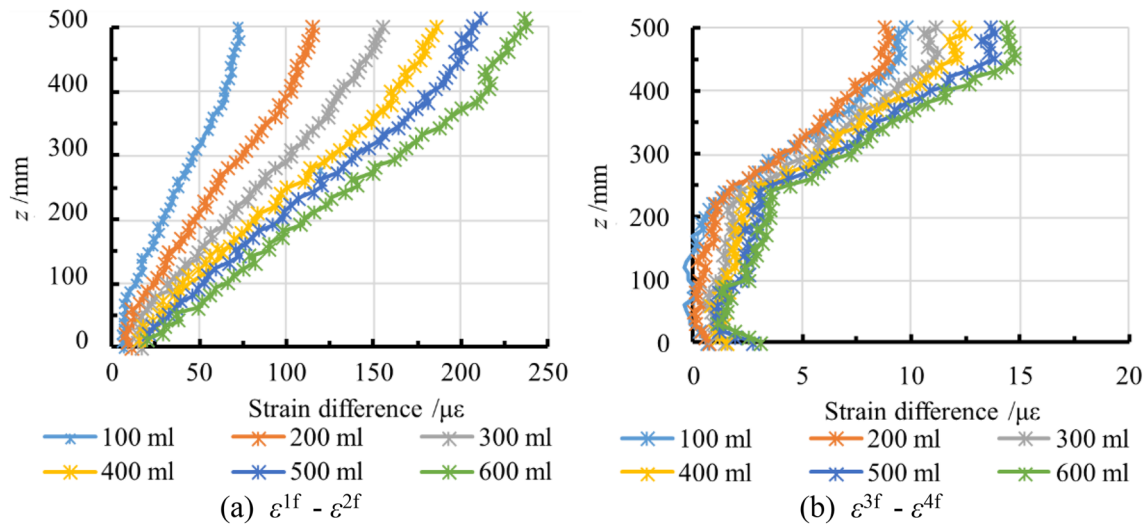 500
400
300
200
100
0
z /mm
0 50 100 150 200 250
Strain difference /με
100 ml 200 ml 300 ml
400 ml 500 ml 600 ml
(a) ε1f - ε2f
500
400
300
200
100
0
z /mm
0 5 10 15 20
Strain difference /με
100 ml 200 ml 300 ml
400 ml 500 ml 600 ml
(b) ε3f - ε4f